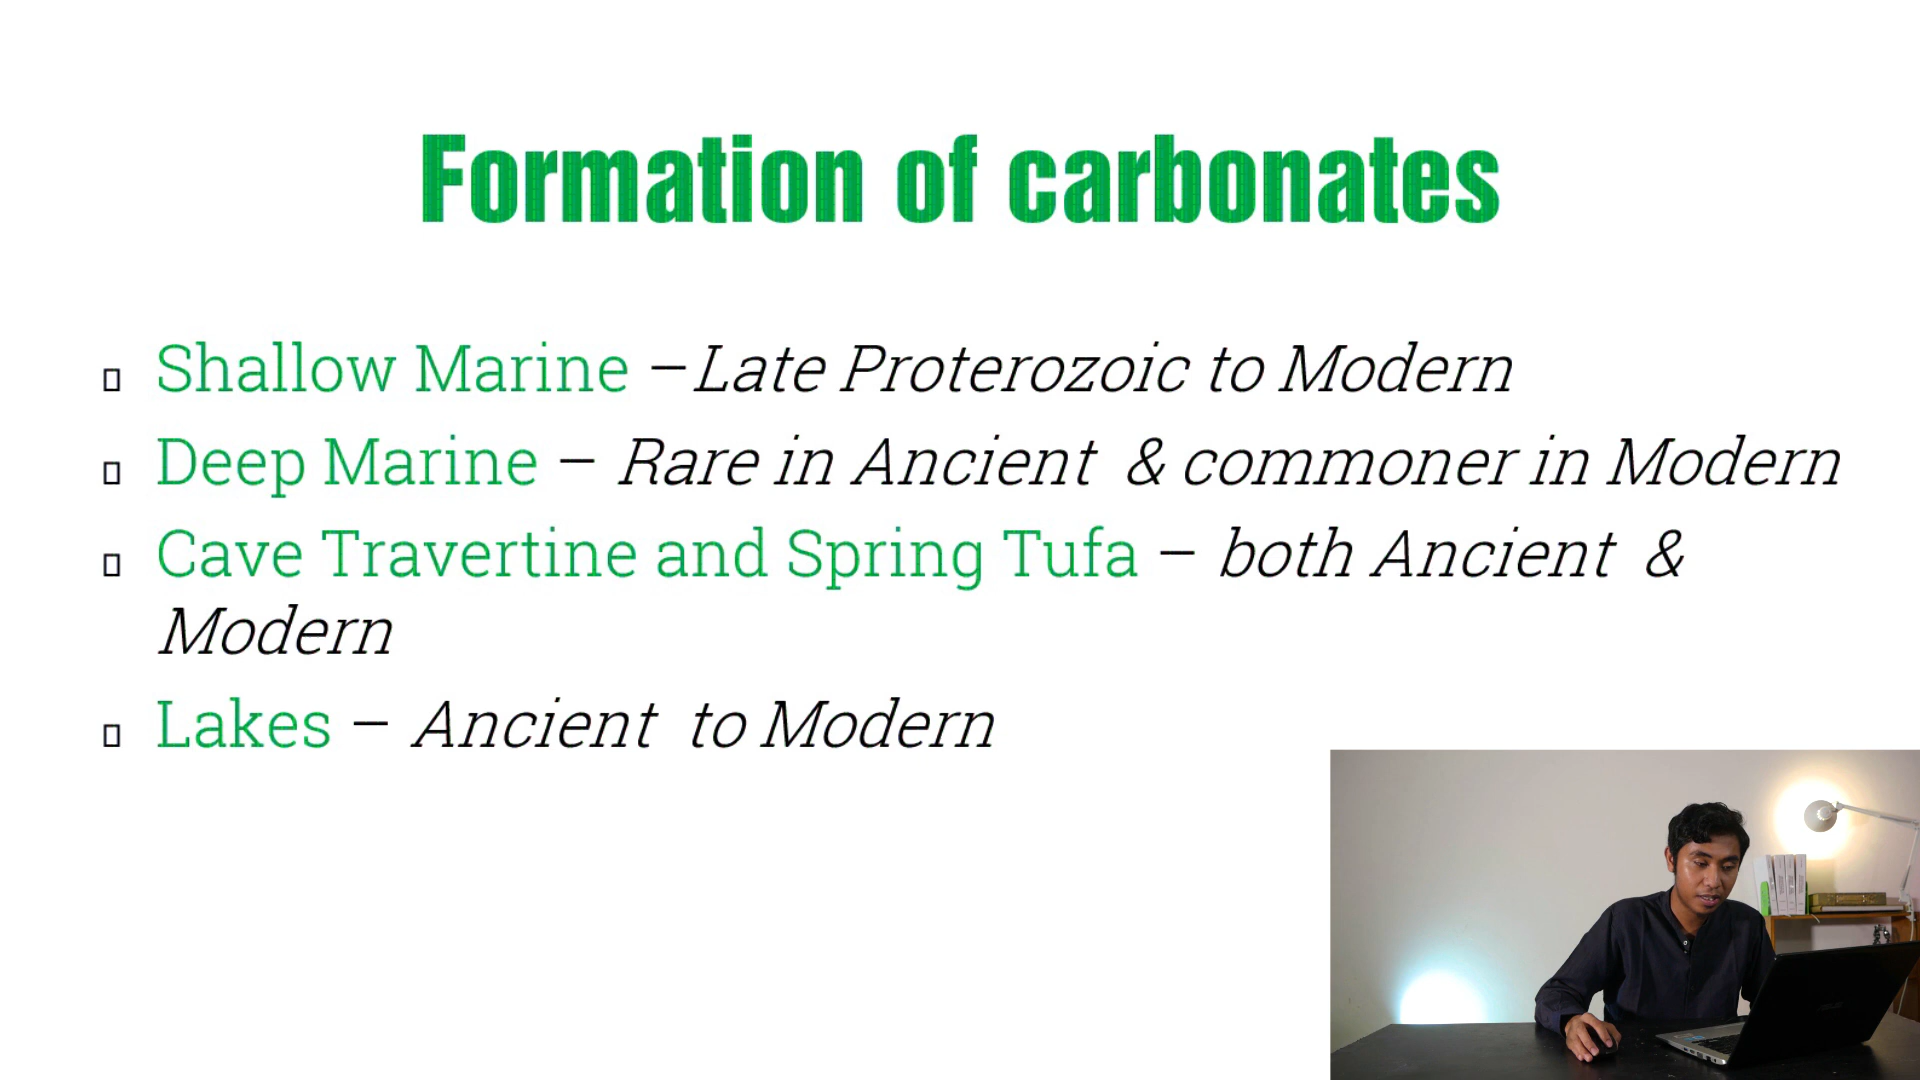 Formation of carbonates
Shallow Marine –Late Proterozoic to Modern
Deep Marine – Rare in Ancient & commoner in Modern
Cave Travertine and Spring Tufa – both Ancient &
Modern
Lakes – Ancient to Modern